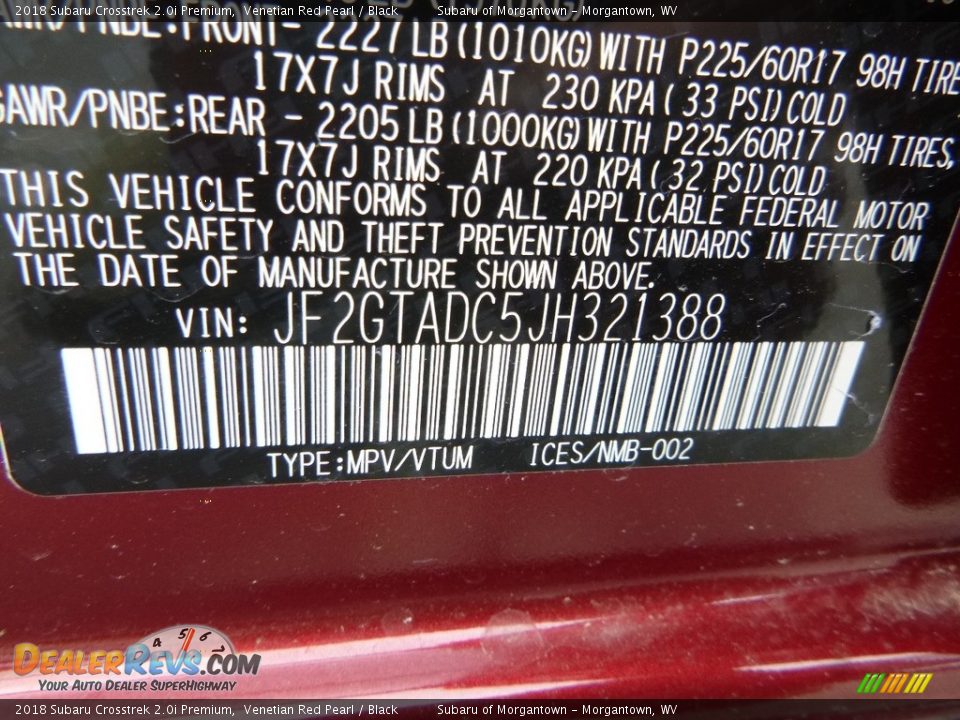 2018 Subaru Crosstrek 2.0i Premium, Venetian Red Pearl / Black Subaru of Morgantown - Morgantown, WV
GAWR/PNBE:FRONT- 2227 LB(1010KG)WITH P225/60R17 98H TIRE
17X7J RIMS AT 230 KPA(33 PSI)COLD
GAWR/PNBE:REAR - 2205 LB(1000KG)WITH P225/60R17 98H TIRES,
17X7J RIMS AT 220 KPA(32 PSI)COLD
THIS VEHICLE CONFORMS TO ALL APPLICABLE FEDERAL MOTOR
VEHICLE SAFETY AND THEFT PREVENTION STANDARDS IN EFFECT ON
THE DATE OF MANUFACTURE SHOWN ABOVE.
VIN: JF2GTADC5JH321388
TYPE:MPV/VTUM ICES/NMB-002
4 5 6 7
DEALERREVS.COM
YOUR AUTO DEALER SUPERHIGHWAY
2018 Subaru Crosstrek 2.0i Premium, Venetian Red Pearl / Black Subaru of Morgantown - Morgantown, WV